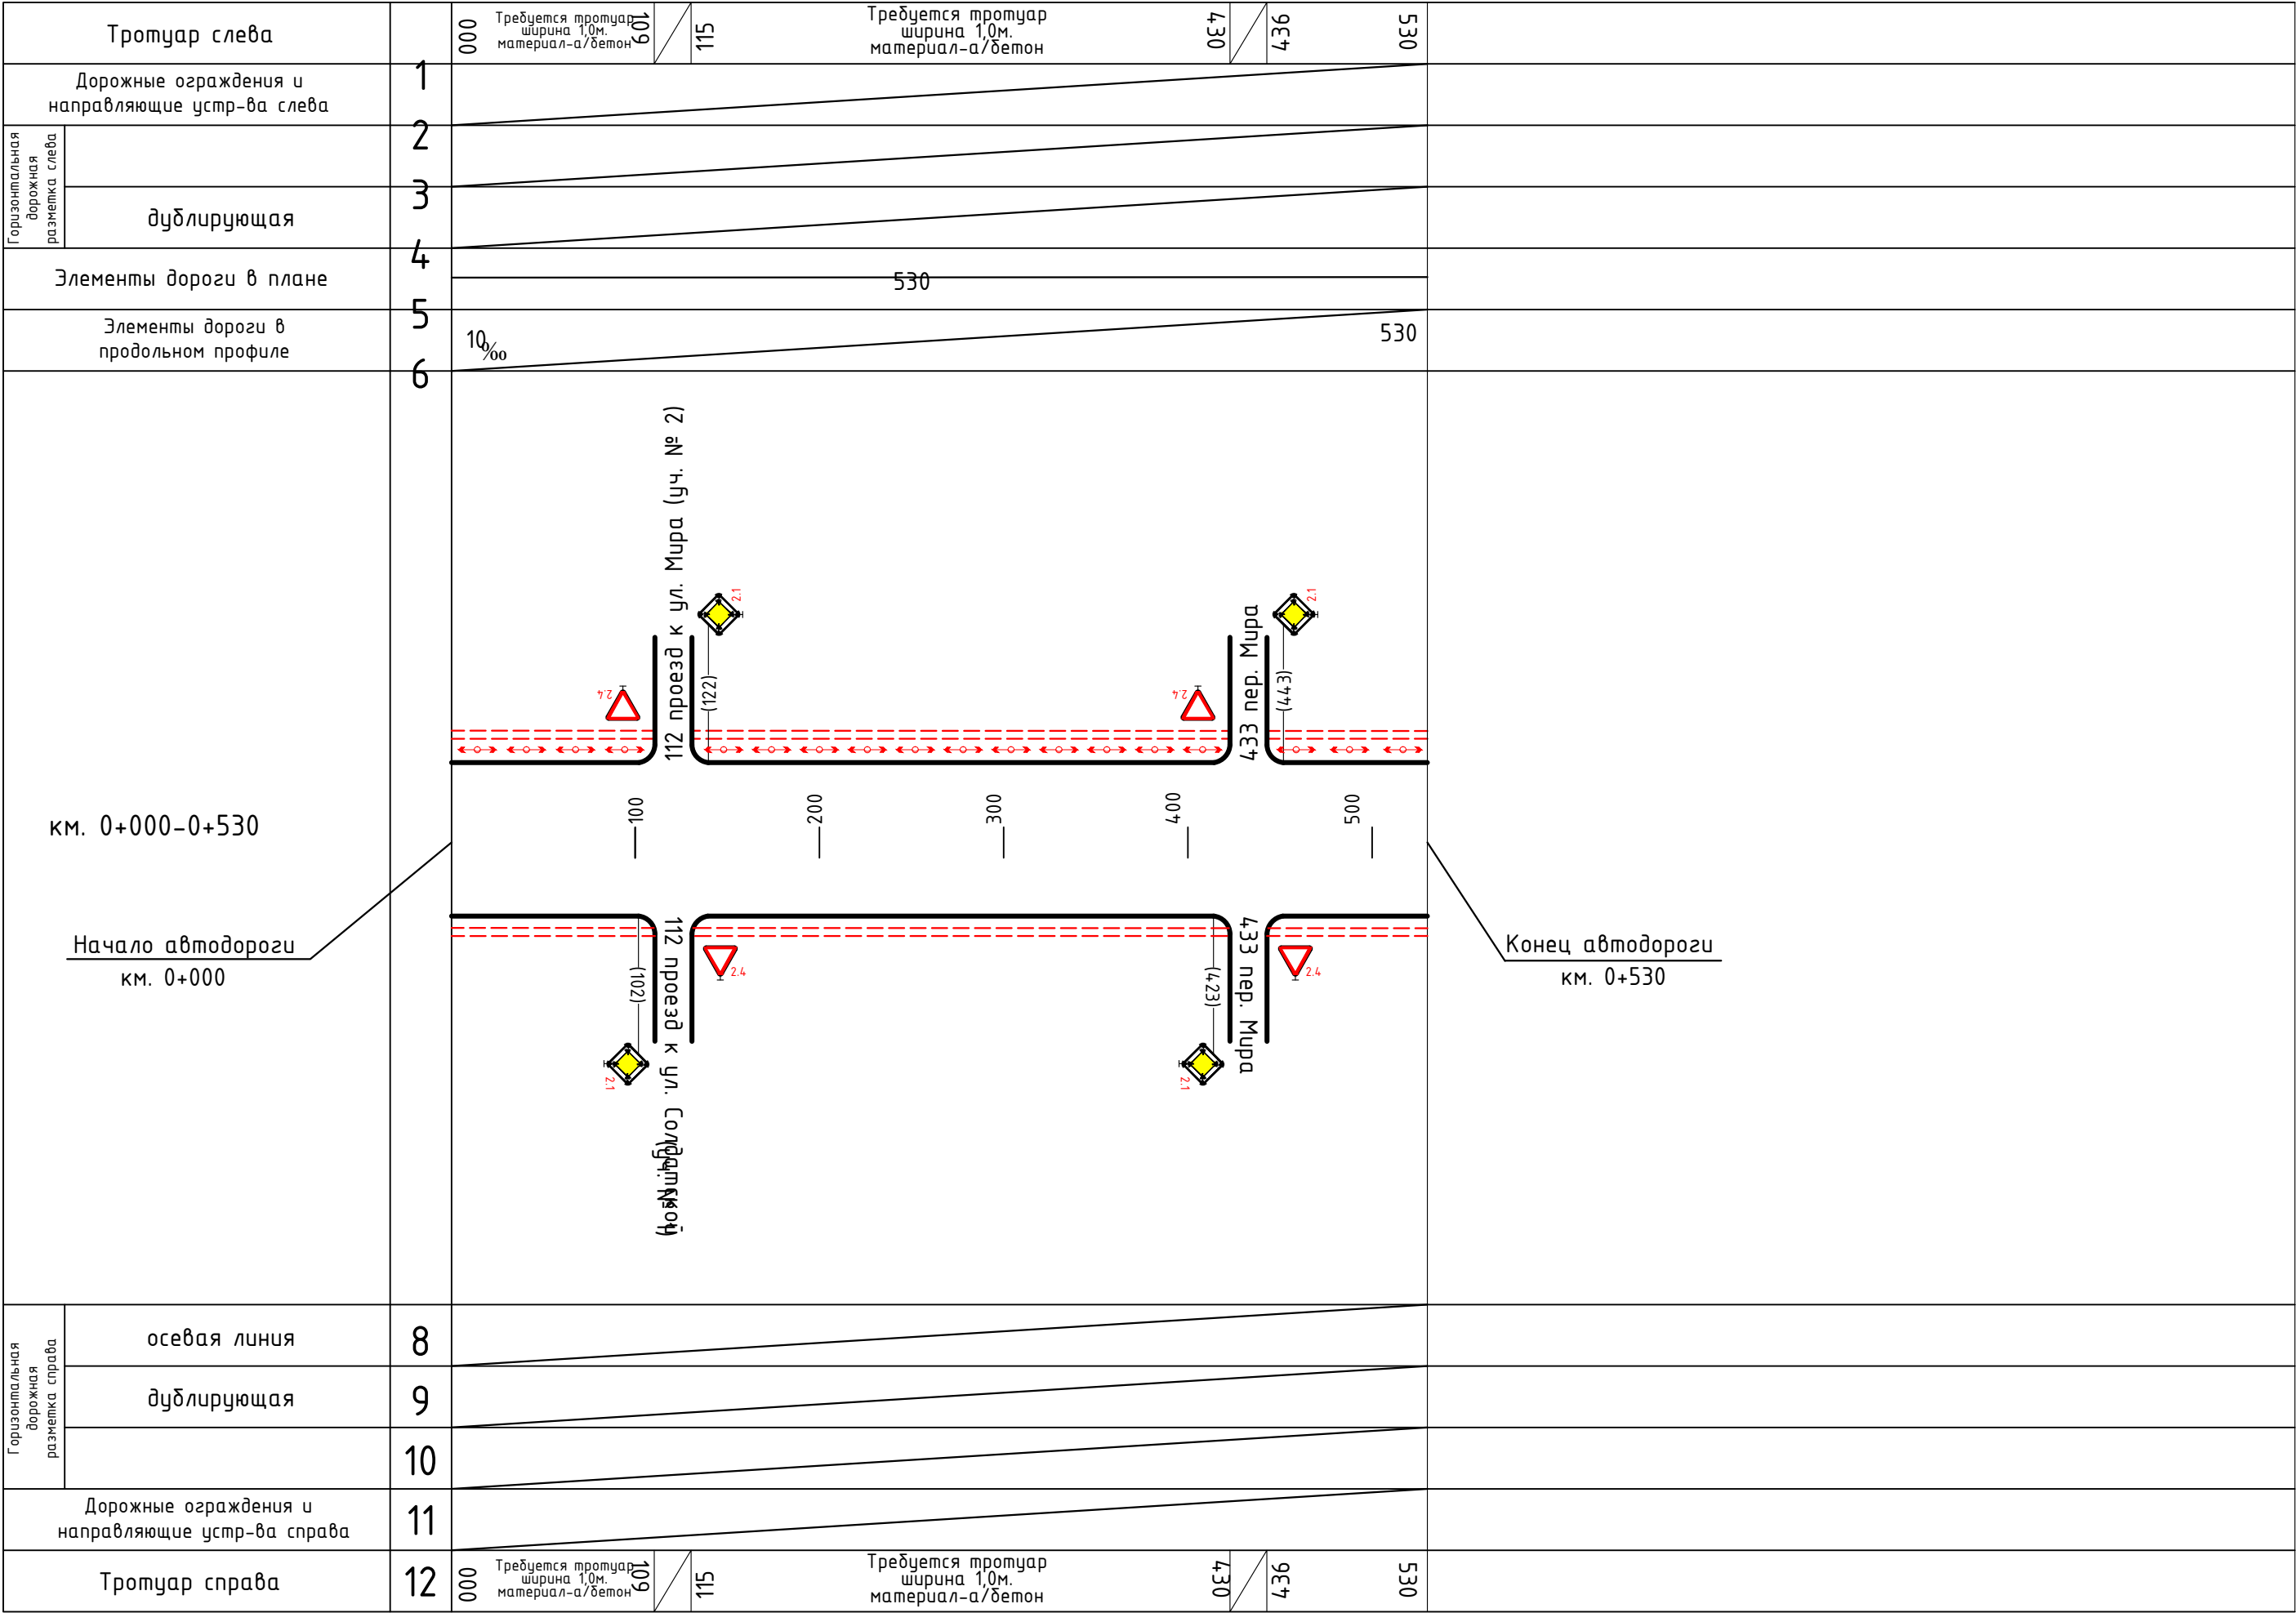 Тротуар слева
000
Требуется тротуар
ширина 1,0м.
материал-а/бетон
109
115
Требуется тротуар
ширина 1,0м.
материал-а/бетон
430
436
530
Дорожные ограждения и
направляющие устр-ва слева
1
Горизонтальная
дорожная
разметка слева
2
дублирующая
3
Элементы дороги в плане
4
530
Элементы дороги в
продольном профиле
5
10‰
530
6
112 проезд к ул. Мира (уч. № 2)
2.1
433 пер. Мира
2.1
2.4
(122)
2.4
(443)
км. 0+000-0+530
100
200
300
400
500
Начало автодороги
км. 0+000
Конец автодороги
км. 0+530
(102)
112 проезд к ул. Солдатской
(уч. № 1)
2.4
(423)
433 пер. Мира
2.4
2.1
2.1
Горизонтальная
дорожная
разметка справа
осевая линия
8
дублирующая
9
10
Дорожные ограждения и
направляющие устр-ва справа
11
Тротуар справа
12
000
Требуется тротуар
ширина 1,0м.
материал-а/бетон
109
115
Требуется тротуар
ширина 1,0м.
материал-а/бетон
430
436
530